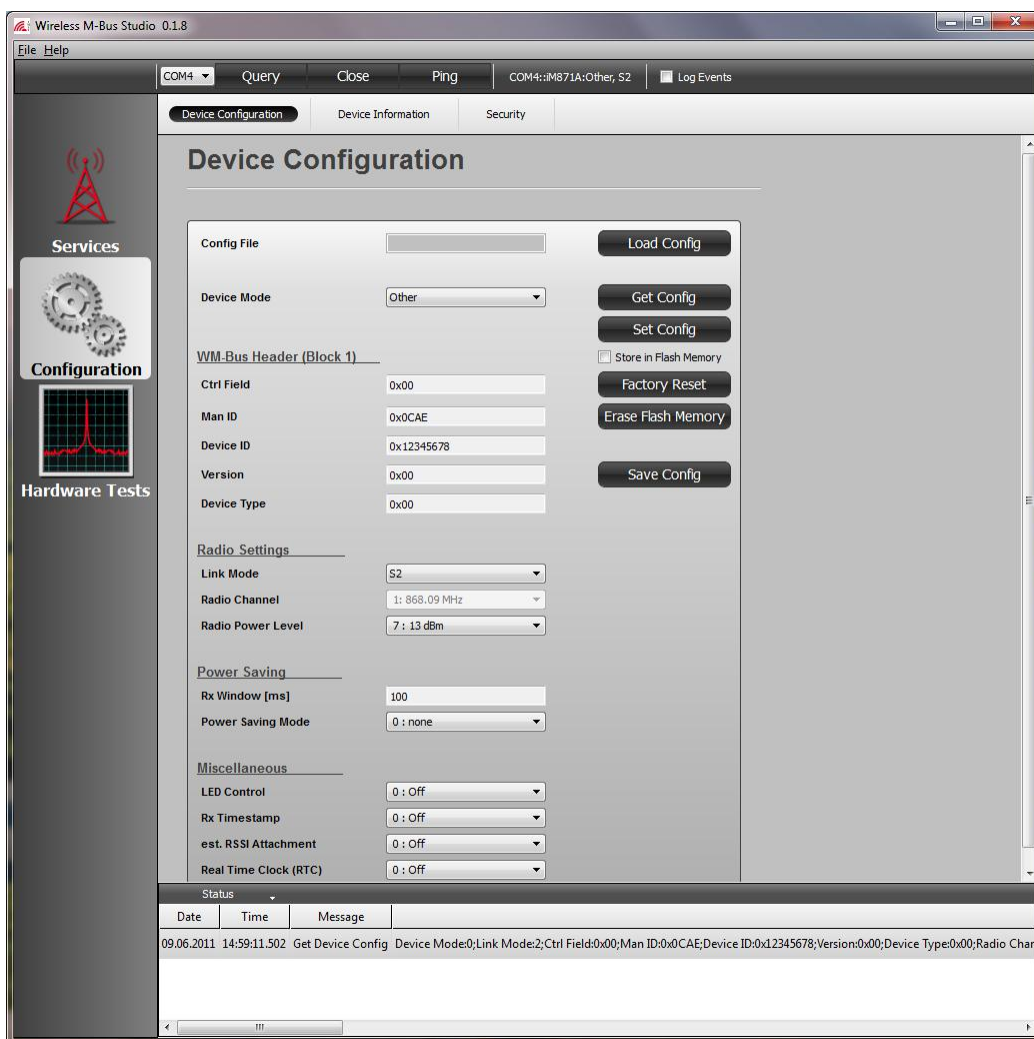 Wireless M-Bus Studio 0.1.8
File Help
COM4 Query Close Ping COM4::iM871A:Other, S2 Log Events
Device Configuration Device Information Security
Device Configuration
Services
Configuration
Hardware Tests
Config File Load Config
Device Mode Other Get Config
Set Config
WM-Bus Header (Block 1) Store in Flash Memory
Ctrl Field 0x00 Factory Reset
Man ID 0x0CAE Erase Flash Memory
Device ID 0x12345678
Version 0x00 Save Config
Device Type 0x00
Radio Settings
Link Mode S2
Radio Channel 1: 868.09 MHz
Radio Power Level 7 : 13 dBm
Power Saving
Rx Window [ms] 100
Power Saving Mode 0 : none
Miscellaneous
LED Control 0 : Off
Rx Timestamp 0 : Off
est. RSSI Attachment 0 : Off
Real Time Clock (RTC) 0 : Off
Status
Date Time Message
09.06.2011 14:59:11.502 Get Device Config Device Mode:0;Link Mode:2;Ctrl Field:0x00;Man ID:0x0CAE;Device ID:0x12345678;Version:0x00;Device Type:0x00;Radio Char